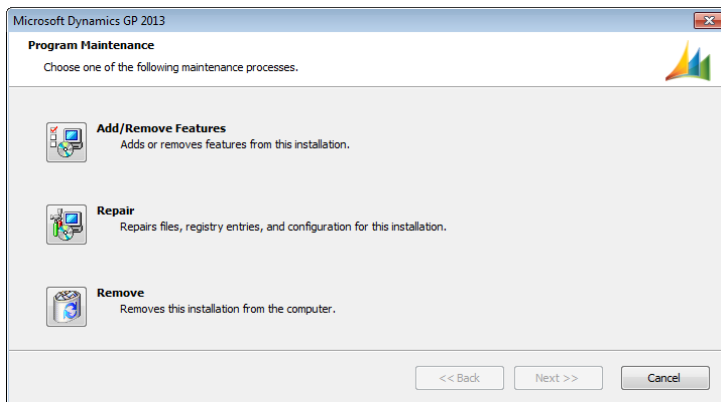 Microsoft Dynamics GP 2013
Program Maintenance
Choose one of the following maintenance processes.
Add/Remove Features
Adds or removes features from this installation.
Repair
Repairs files, registry entries, and configuration for this installation.
Remove
Removes this installation from the computer.
<< Back
Next >>
Cancel